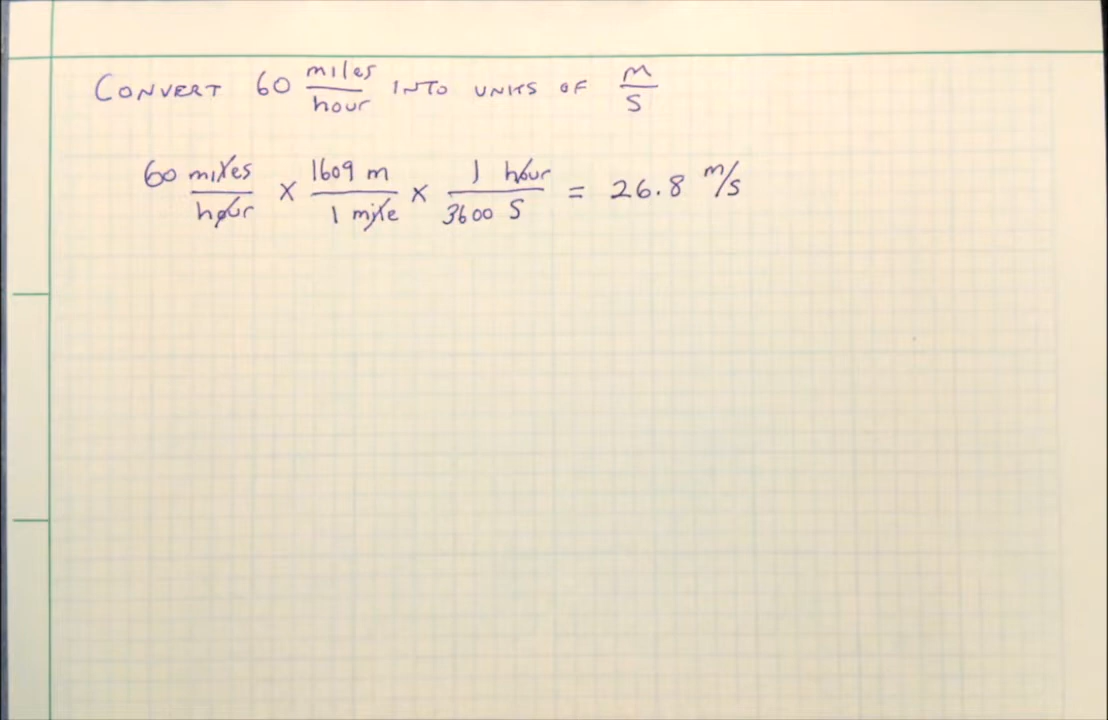 CONVERT 60 miles/hour INTO UNITS OF m/s
60 miles/hour × 1609 m/1 mile × 1 hour/3600 s = 26.8 m/s